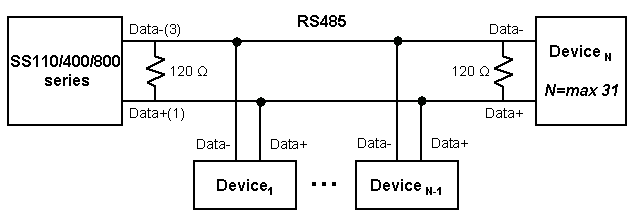 RS485
Data-(3)
Data-
SS110/400/800
series
120 Ω
120 Ω
Device N
N=max 31
Data+(1)
Data+
Data-
Data+
Data-
Data+
Device1
...
Device N-1